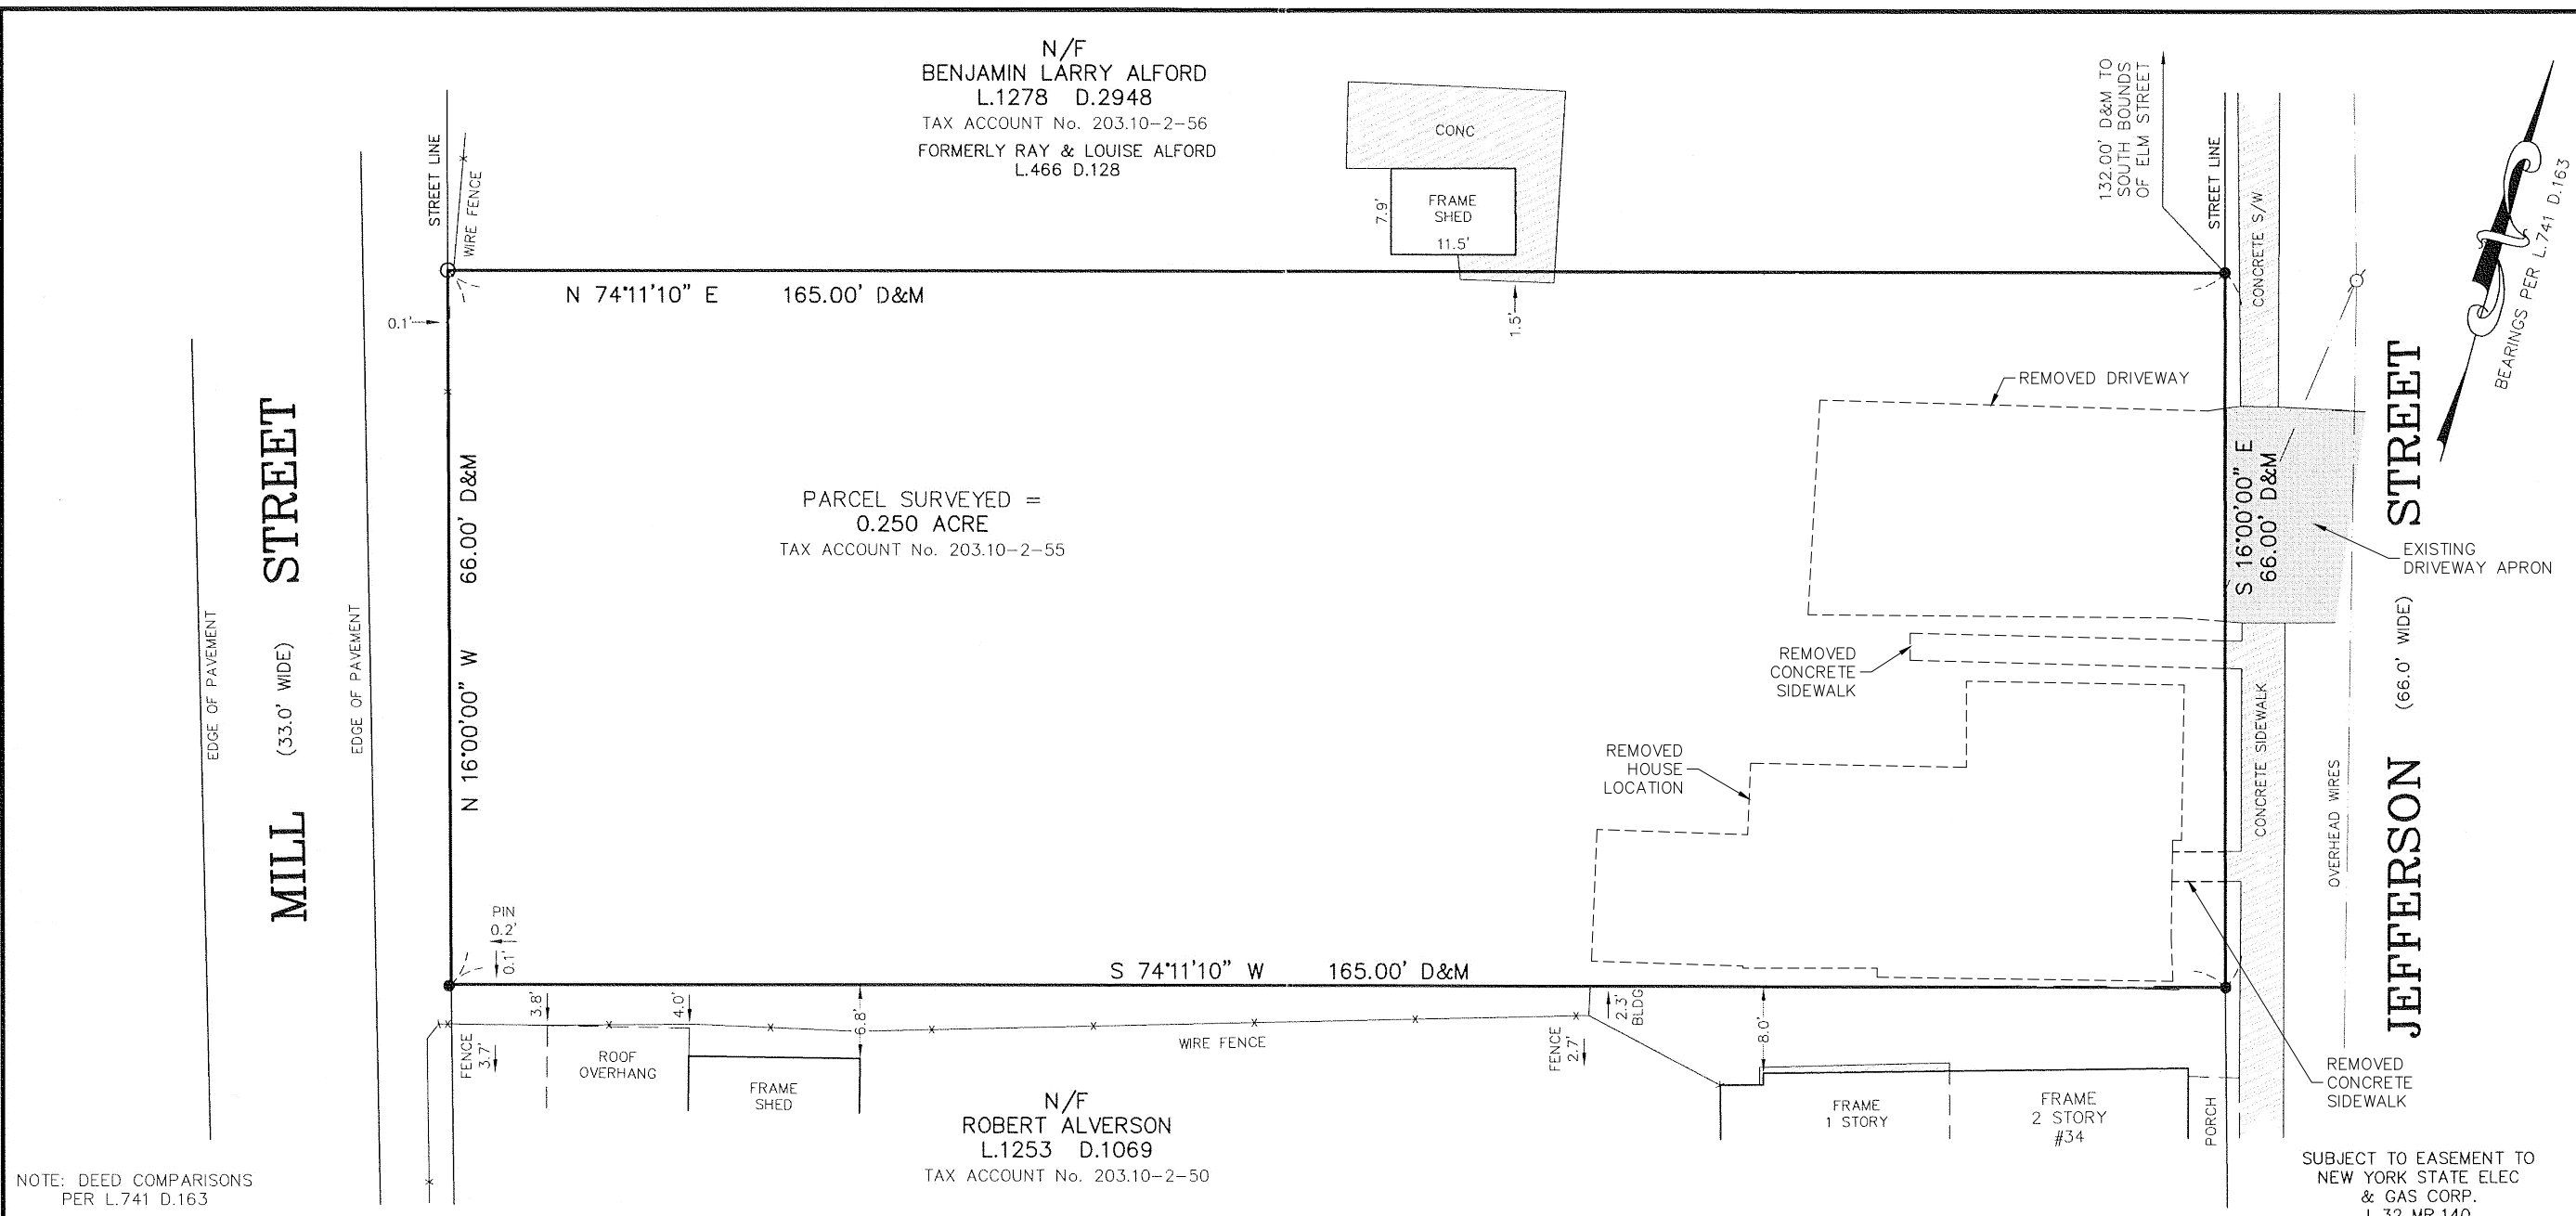 N/F
BENJAMIN LARRY ALFORD
L.1278 D.2948
TAX ACCOUNT No. 203.10-2-56
FORMERLY RAY & LOUISE ALFORD
L.466 D.128
STREET LINE
WIRE FENCE
CONC
FRAME
SHED
7.9'
11.5'
1.5'
132.00' D&M TO
SOUTH BOUNDS
OF ELM STREET
STREET LINE
CONCRETE S/W
BEARINGS PER L.741 D.163
N 74°11'10" E 165.00' D&M
0.1'
REMOVED DRIVEWAY
MILL STREET
(33.0' WIDE)
EDGE OF PAVEMENT
EDGE OF PAVEMENT
N 16°00'00" W 66.00' D&M
PARCEL SURVEYED =
0.250 ACRE
TAX ACCOUNT No. 203.10-2-55
S 16°00'00" E
66.00' D&M
EXISTING
DRIVEWAY APRON
JEFFERSON STREET
(66.0' WIDE)
REMOVED
CONCRETE
SIDEWALK
REMOVED
HOUSE
LOCATION
CONCRETE SIDEWALK
OVERHEAD WIRES
PIN
0.2'
0.1'
S 74°11'10" W 165.00' D&M
3.8'
4.0'
6.8'
FENCE
3.7'
ROOF
OVERHANG
FRAME
SHED
WIRE FENCE
FENCE
2.7'
2.3'
BLDG
8.0'
FRAME
1 STORY
FRAME
2 STORY
#34
PORCH
REMOVED
CONCRETE
SIDEWALK
N/F
ROBERT ALVERSON
L.1253 D.1069
TAX ACCOUNT No. 203.10-2-50
NOTE: DEED COMPARISONS
PER L.741 D.163
SUBJECT TO EASEMENT TO
NEW YORK STATE ELEC
& GAS CORP.
L.32 MR.140